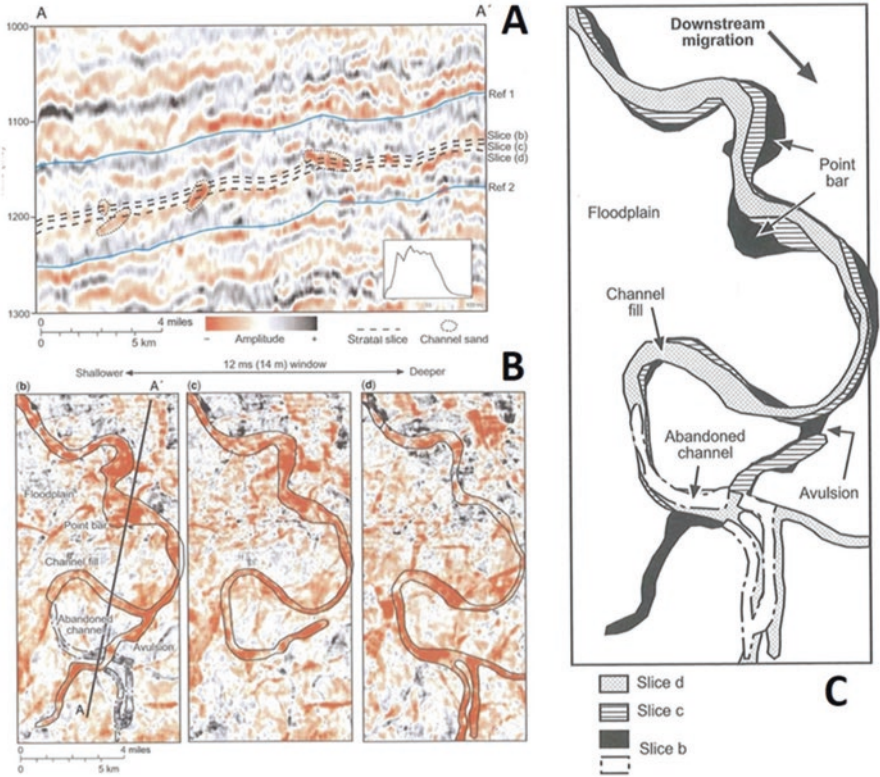 A
A
A´
1000
1100
1200
1300
Ref 1
Slice (b)
Slice (c)
Slice (d)
Ref 2
0 4 miles
0 5 km
- Amplitude +
Stratal slice
Channel sand
B
12 ms (14 m) window
Shallower
Deeper
(b)
A´
(c)
(d)
Floodplain
Point bar
Channel fill
Abandoned
channel
Avulsion
A
0 4 miles
0 5 km
Downstream
migration
Point
bar
Floodplain
Channel
fill
Abandoned
channel
Avulsion
C
Slice d
Slice c
Slice b